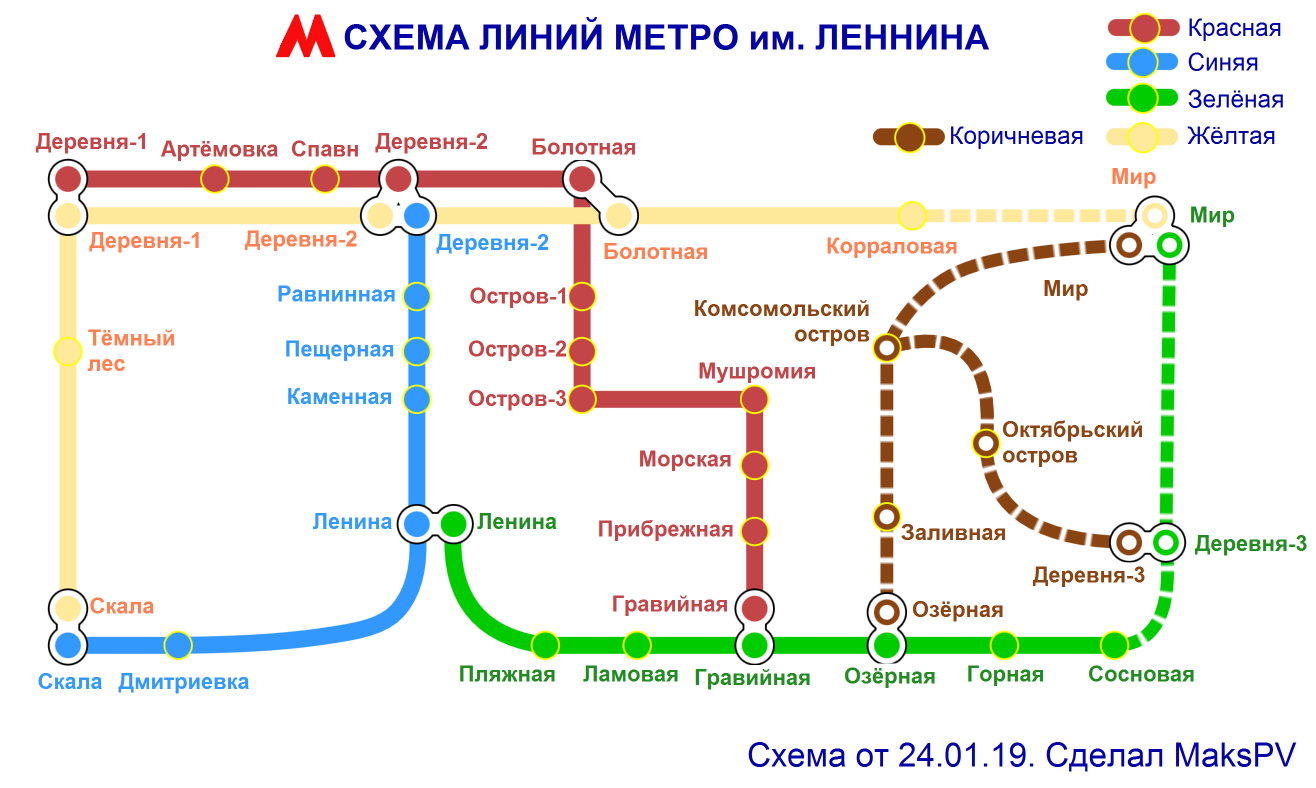 СХЕМА ЛИНИЙ МЕТРО им. ЛЕННИНА
Красная
Синяя
Зелёная
Коричневая
Жёлтая
Деревня-1
Артёмовка
Спавн
Деревня-2
Болотная
Мир
Деревня-1
Деревня-2
Деревня-2
Болотная
Корраловая
Мир
Мир
Равнинная
Остров-1
Комсомольский
остров
Тёмный
лес
Пещерная
Остров-2
Мушромия
Каменная
Остров-3
Октябрьский
остров
Морская
Ленина
Ленина
Прибрежная
Заливная
Деревня-3
Деревня-3
Скала
Гравийная
Озёрная
Скала
Дмитриевка
Пляжная
Ламовая
Гравийная
Озёрная
Горная
Сосновая
Схема от 24.01.19. Сделал MaksPV